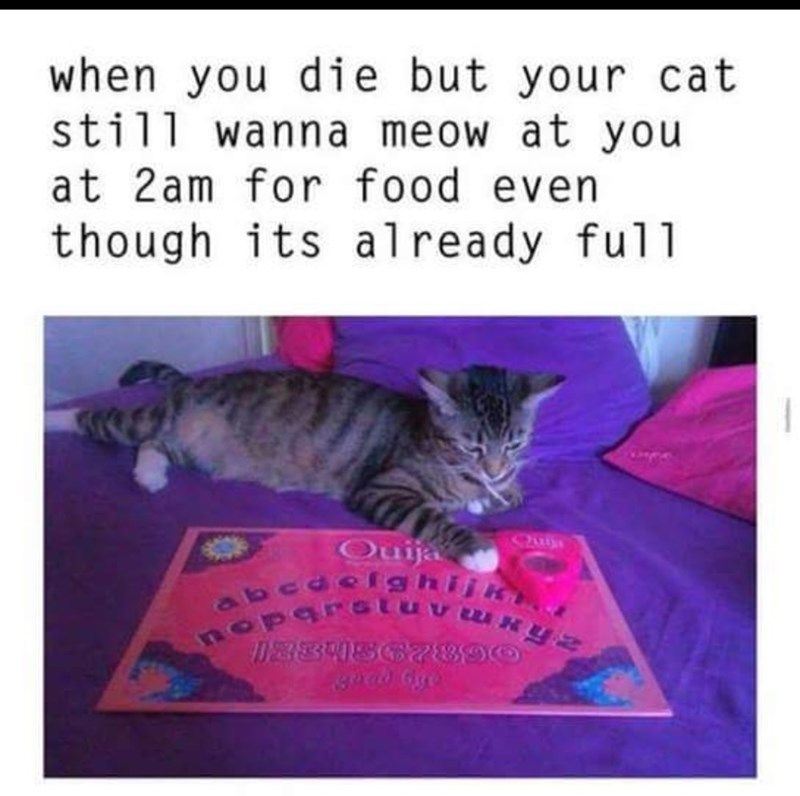 when you die but your cat
still wanna meow at you
at 2am for food even
though its already full
Ouija
Ouija
abcdefghijk
nopqrstuvwxyz
1234567890
good bye